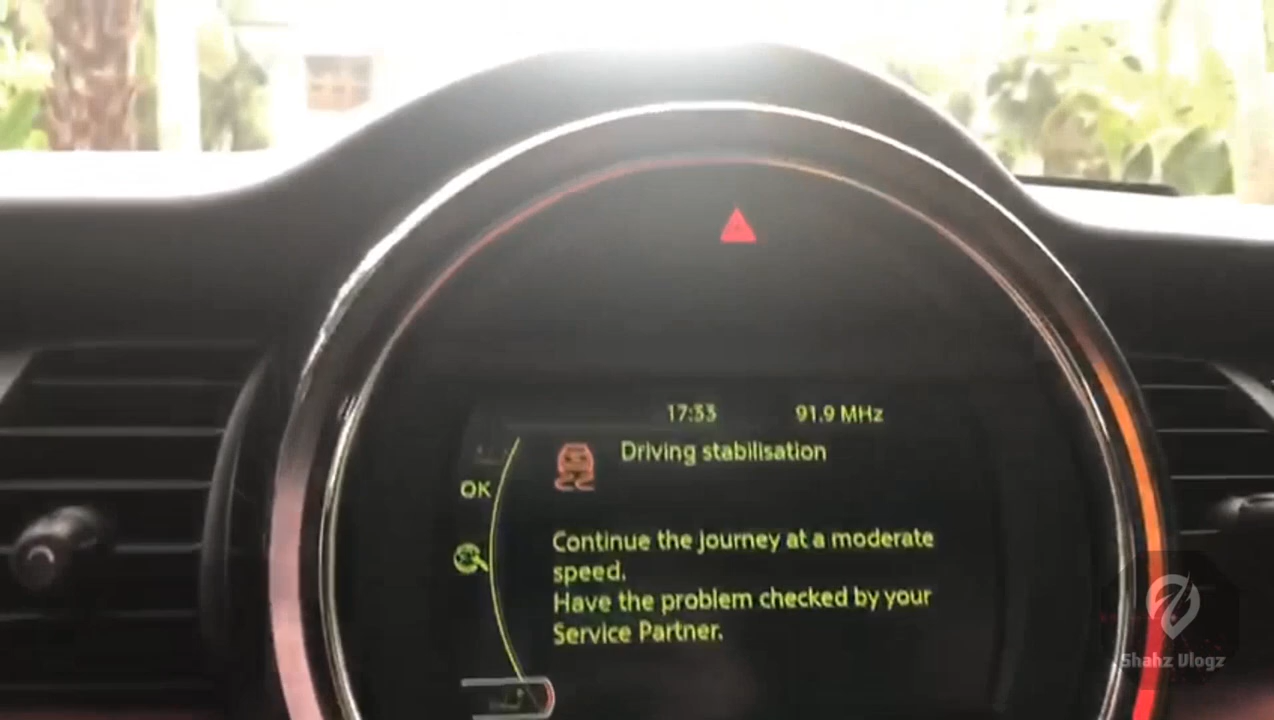 17:33 91.9 MHz
Driving stabilisation
OK
Continue the journey at a moderate
speed.
Have the problem checked by your
Service Partner.
Shahz Vlogz